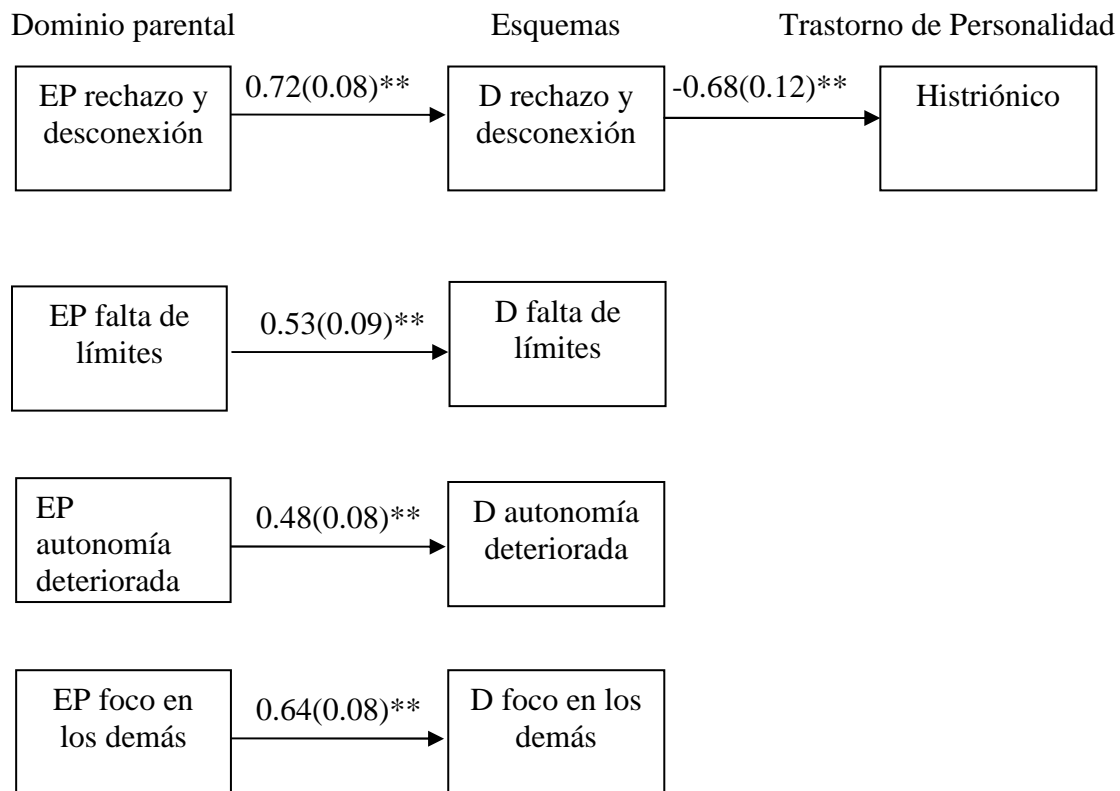 Dominio parental
Esquemas
Trastorno de Personalidad
EP rechazo y
desconexión
0.72(0.08)**
D rechazo y
desconexión
-0.68(0.12)**
Histriónico
EP falta de
límites
0.53(0.09)**
D falta de
límites
EP
autonomía
deteriorada
0.48(0.08)**
D autonomía
deteriorada
EP foco en
los demás
0.64(0.08)**
D foco en los
demás